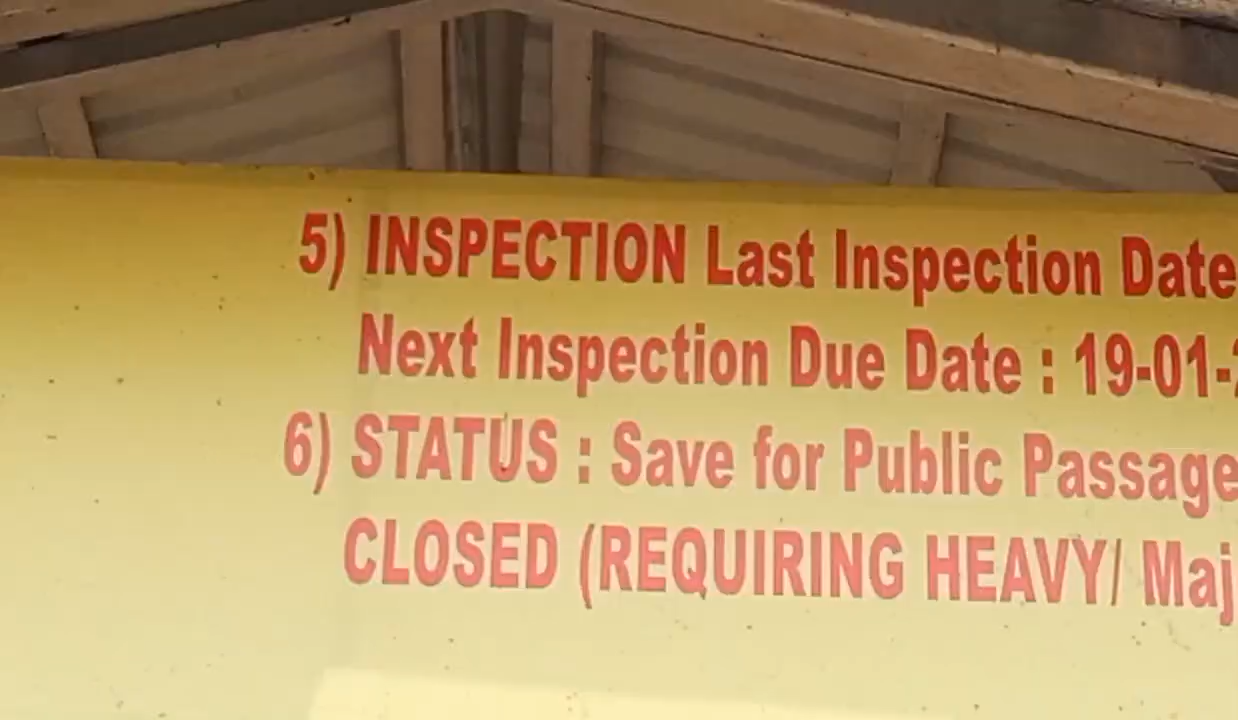 5) INSPECTION Last Inspection Date
Next Inspection Due Date : 19-01-
6) STATUS : Save for Public Passage
CLOSED (REQUIRING HEAVY/ Maj